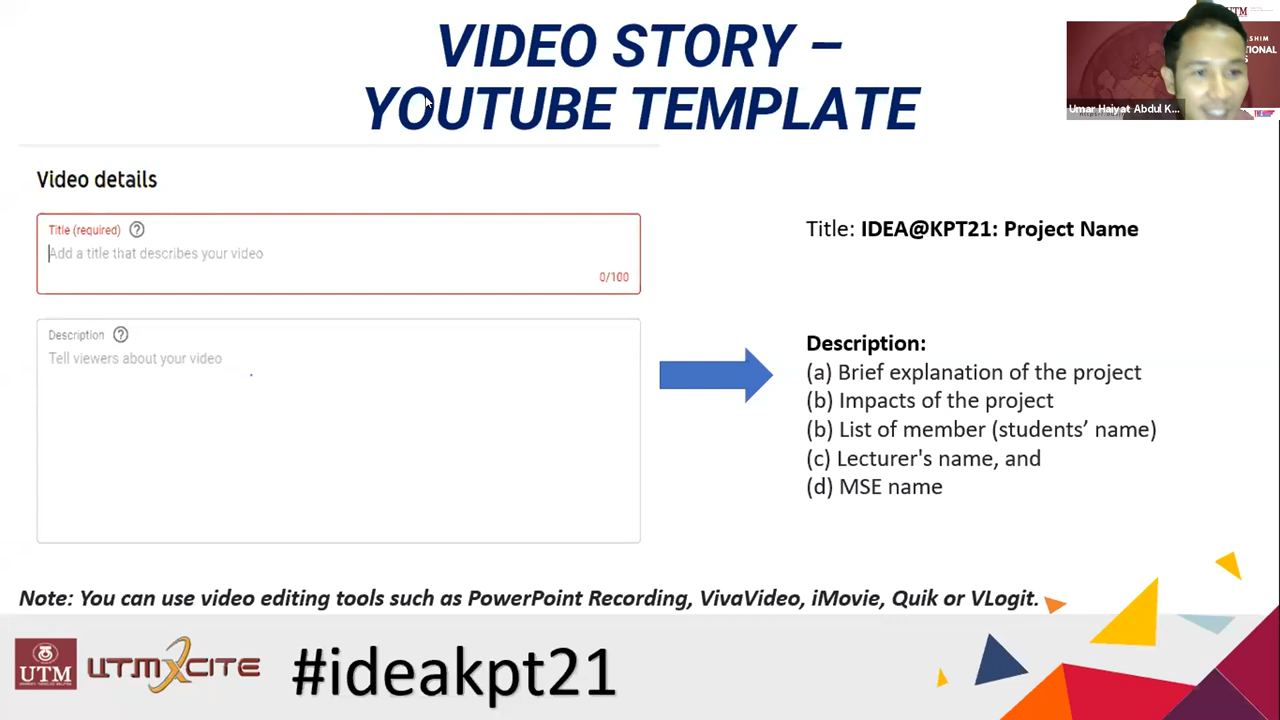 VIDEO STORY –
YOUTUBE TEMPLATE
UTM
SHIM
TIONAL
S
Umar Haiyat Abdul K...
Video details
Title (required)
Add a title that describes your video
0/100
Title: IDEA@KPT21: Project Name
Description
Tell viewers about your video
Description:
(a) Brief explanation of the project
(b) Impacts of the project
(b) List of member (students’ name)
(c) Lecturer's name, and
(d) MSE name
Note: You can use video editing tools such as PowerPoint Recording, VivaVideo, iMovie, Quik or VLogit.
UTM
UTMXCITE
#ideakpt21